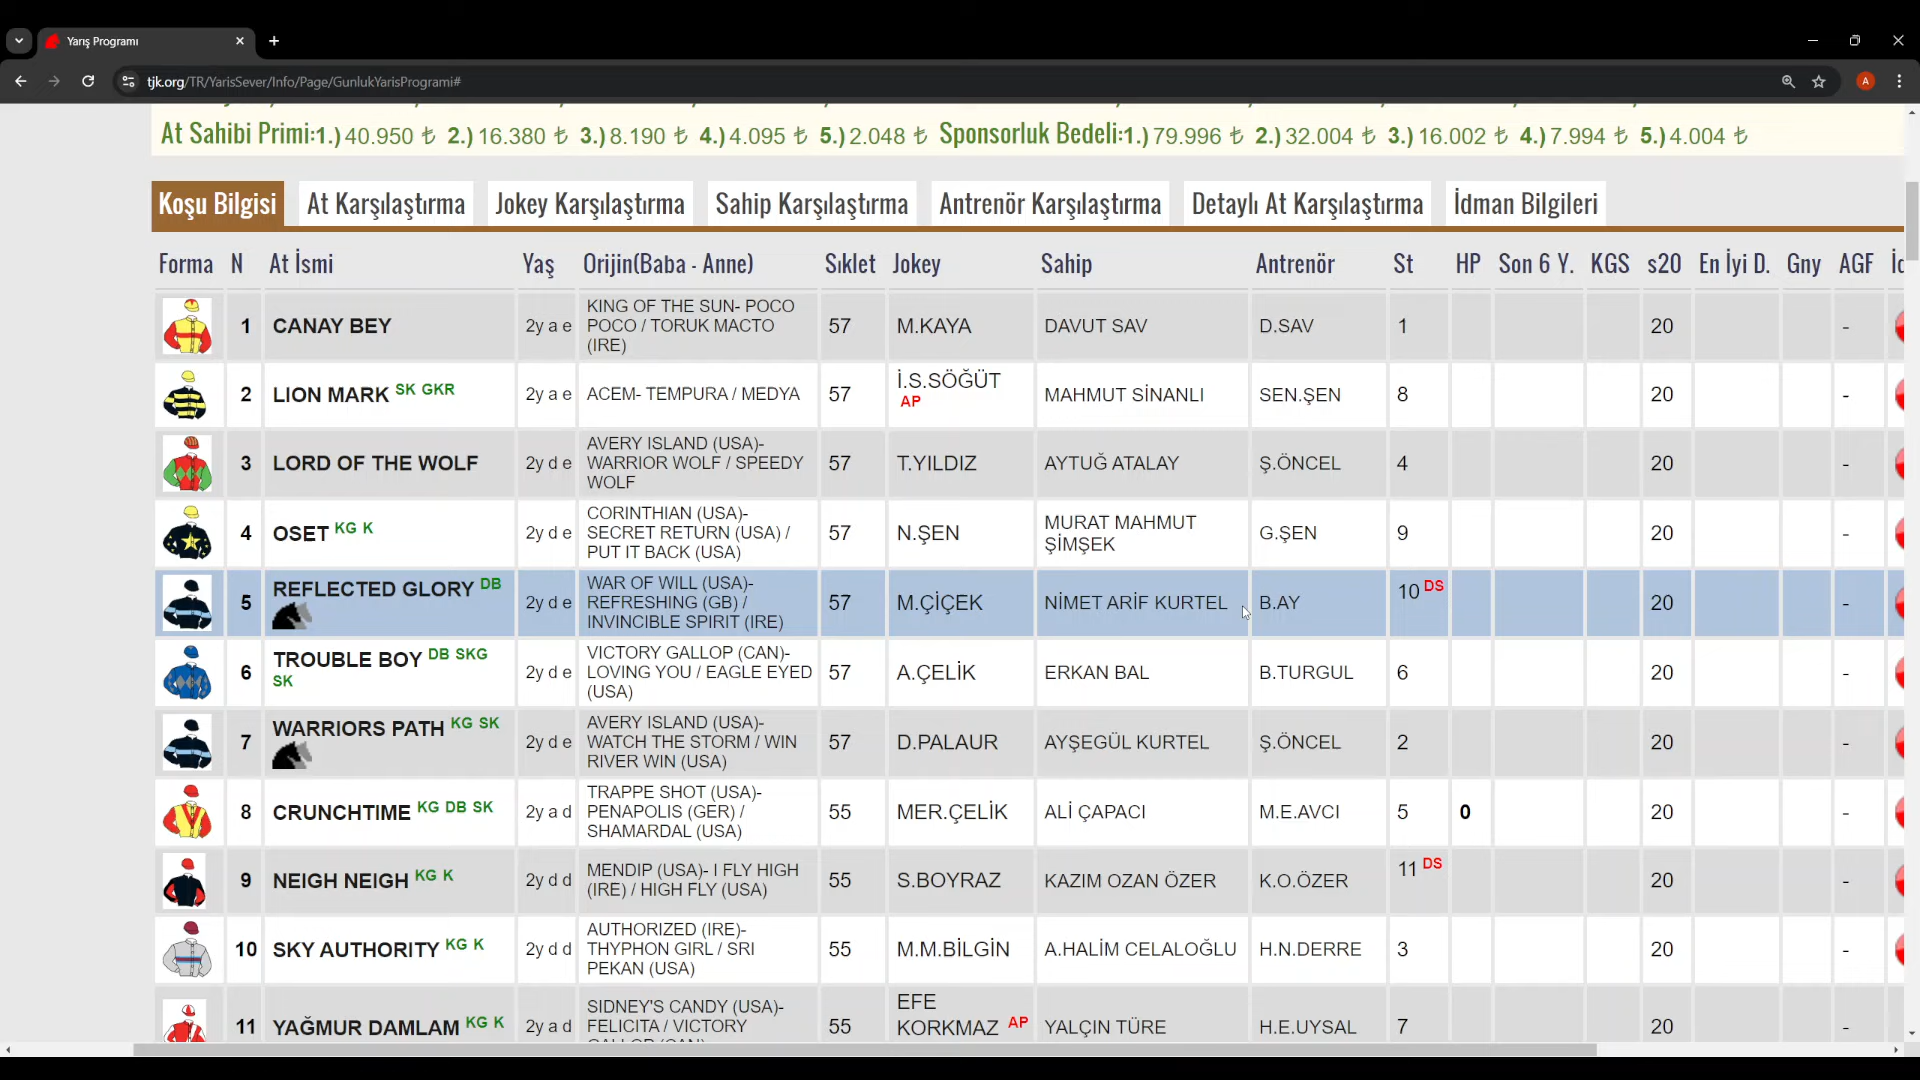 Yarış Programı
tjk.org/TR/YarisSever/Info/Page/GunlukYarisProgrami#
A
At Sahibi Primi:1.) 40.950 ₺ 2.) 16.380 ₺ 3.) 8.190 ₺ 4.) 4.095 ₺ 5.) 2.048 ₺ Sponsorluk Bedeli:1.) 79.996 ₺ 2.) 32.004 ₺ 3.) 16.002 ₺ 4.) 7.994 ₺ 5.) 4.004 ₺
Koşu Bilgisi At Karşılaştırma Jokey Karşılaştırma Sahip Karşılaştırma Antrenör Karşılaştırma Detaylı At Karşılaştırma İdman Bilgileri
Forma N At İsmi Yaş Orijin(Baba - Anne) Sıklet Jokey Sahip Antrenör St HP Son 6 Y. KGS s20 En İyi D. Gny AGF
1 CANAY BEY 2y a e KING OF THE SUN- POCO POCO / TORUK MACTO (IRE) 57 M.KAYA DAVUT SAV D.SAV 1 20 -
2 LION MARK SK GKR 2y a e ACEM- TEMPURA / MEDYA 57 İ.S.SÖĞÜT AP MAHMUT SİNANLI SEN.ŞEN 8 20 -
3 LORD OF THE WOLF 2y d e AVERY ISLAND (USA)- WARRIOR WOLF / SPEEDY WOLF 57 T.YILDIZ AYTUĞ ATALAY Ş.ÖNCEL 4 20 -
4 OSET KG K 2y d e CORINTHIAN (USA)- SECRET RETURN (USA) / PUT IT BACK (USA) 57 N.ŞEN MURAT MAHMUT ŞİMŞEK G.ŞEN 9 20 -
5 REFLECTED GLORY DB 2y d e WAR OF WILL (USA)- REFRESHING (GB) / INVINCIBLE SPIRIT (IRE) 57 M.ÇİÇEK NİMET ARİF KURTEL B.AY 10 DS 20 -
6 TROUBLE BOY DB SKG SK 2y d e VICTORY GALLOP (CAN)- LOVING YOU / EAGLE EYED (USA) 57 A.ÇELİK ERKAN BAL B.TURGUL 6 20 -
7 WARRIORS PATH KG SK 2y d e AVERY ISLAND (USA)- WATCH THE STORM / WIN RIVER WIN (USA) 57 D.PALAUR AYŞEGÜL KURTEL Ş.ÖNCEL 2 20 -
8 CRUNCHTIME KG DB SK 2y a d TRAPPE SHOT (USA)- PENAPOLIS (GER) / SHAMARDAL (USA) 55 MER.ÇELİK ALİ ÇAPACI M.E.AVCI 5 0 20 -
9 NEIGH NEIGH KG K 2y d d MENDIP (USA)- I FLY HIGH (IRE) / HIGH FLY (USA) 55 S.BOYRAZ KAZIM OZAN ÖZER K.O.ÖZER 11 DS 20 -
10 SKY AUTHORITY KG K 2y d d AUTHORIZED (IRE)- THYPHON GIRL / SRI PEKAN (USA) 55 M.M.BİLGİN A.HALİM CELALOĞLU H.N.DERRE 3 20 -
11 YAĞMUR DAMLAM KG K 2y a d SIDNEY'S CANDY (USA)- FELICITA / VICTORY 55 EFE KORKMAZ AP YALÇIN TÜRE H.E.UYSAL 7 20 -